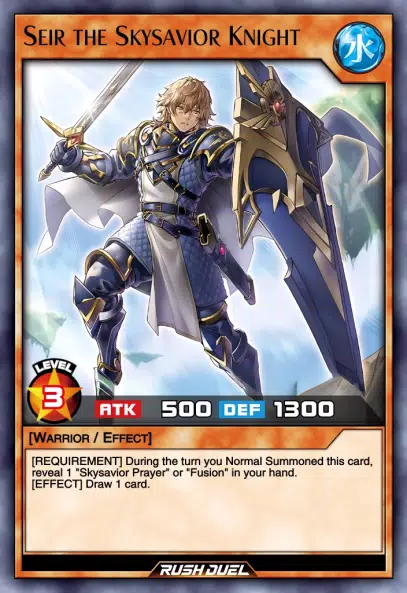 Seir the Skysavior Knight
水
LEVEL
3
ATK 500 DEF 1300
[Warrior / Effect]
[REQUIREMENT] During the turn you Normal Summoned this card,
reveal 1 "Skysavior Prayer" or "Fusion" in your hand.
[EFFECT] Draw 1 card.
RUSH DUEL